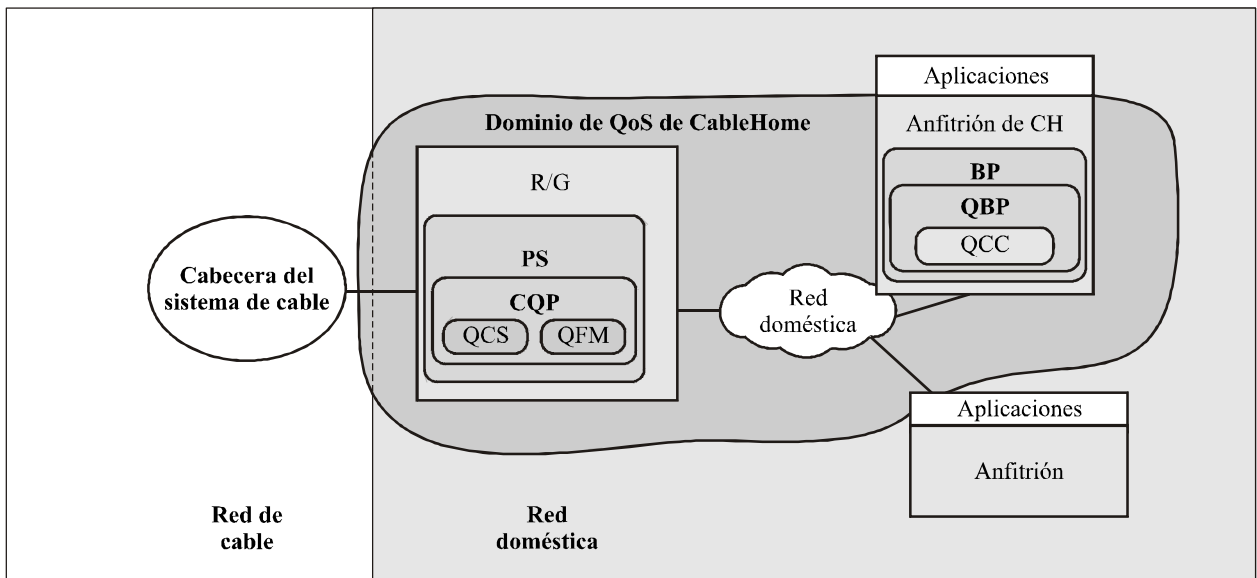 Aplicaciones
Dominio de QoS de CableHome
Anfitrión de CH
R/G
BP
QBP
QCC
PS
Cabecera del
sistema de cable
CQP
QCS
QFM
Red
doméstica
Aplicaciones
Anfitrión
Red de
cable
Red
doméstica